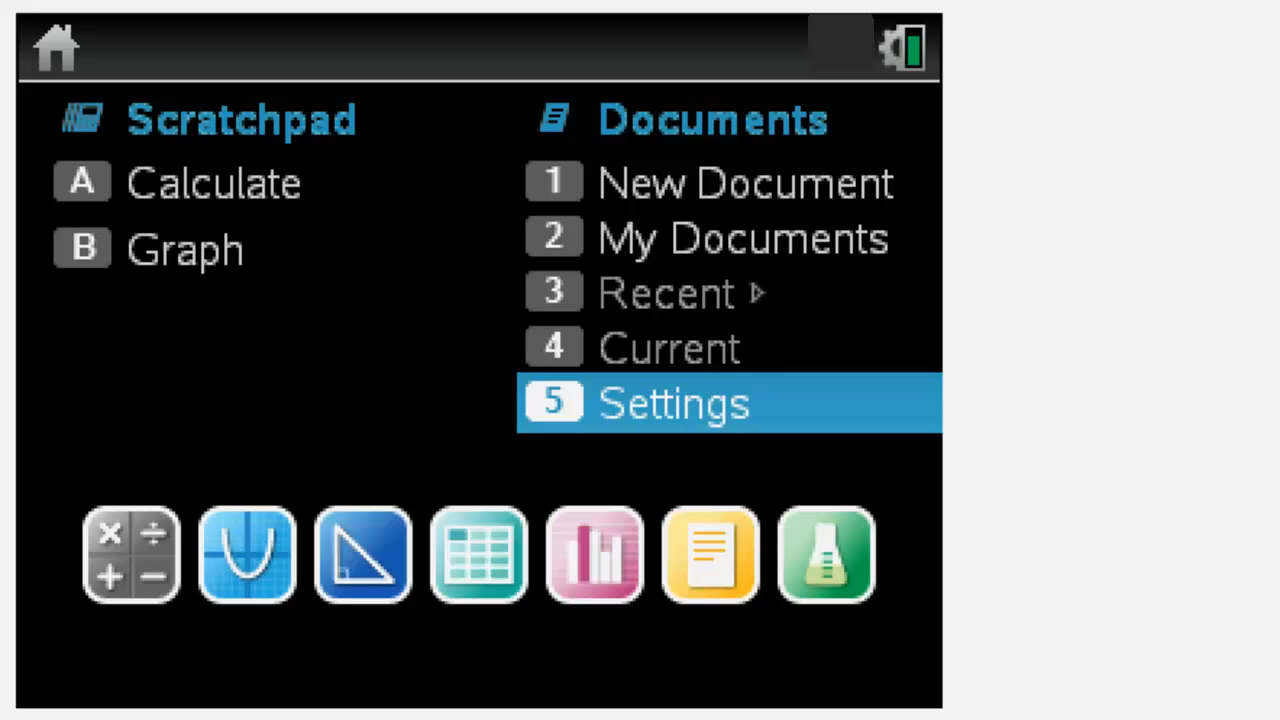 Scratchpad
A Calculate
B Graph
Documents
1 New Document
2 My Documents
3 Recent ▷
4 Current
5 Settings